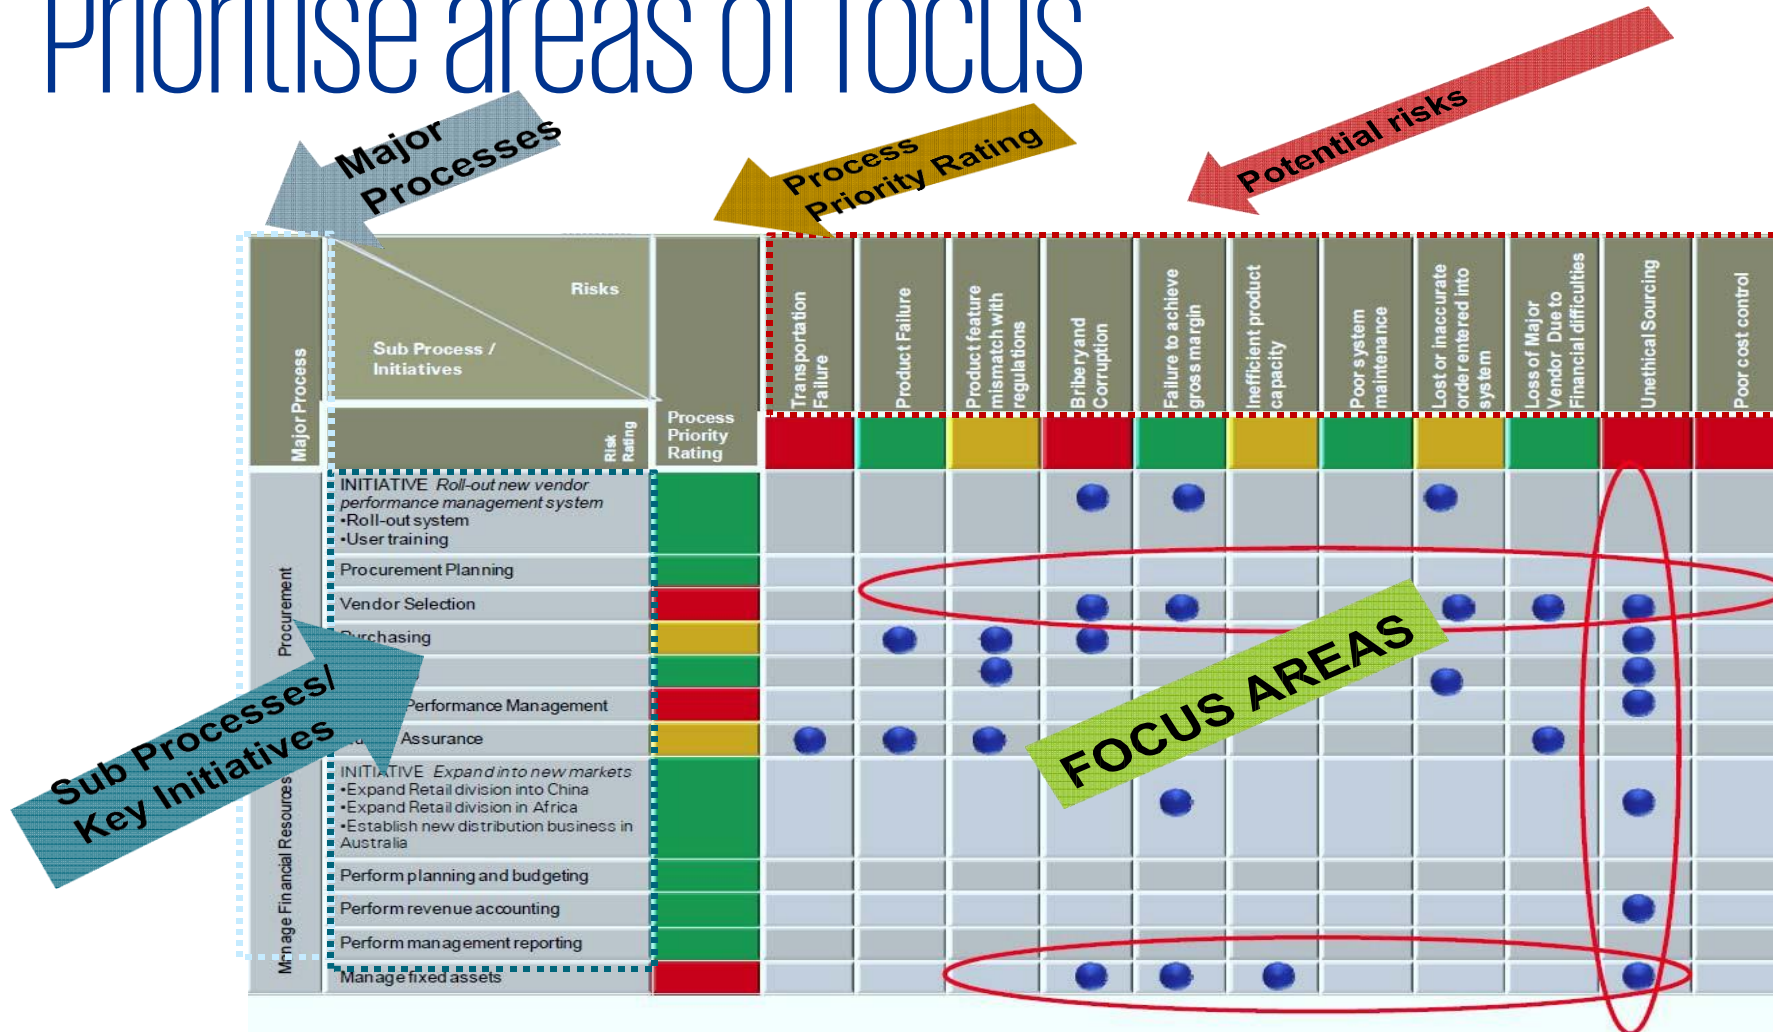 Prioritise areas of focus
Major
Processes
Process
Priority Rating
Potential risks
Major Process
Risks
Sub Process /
Initiatives
Risk
Rating
Process
Priority
Rating
Transportation
Failure
Product Failure
Product feature
mismatch with
regulations
Bribery and
Corruption
Failure to achieve
gross margin
Inefficient product
capacity
Poor system
maintenance
Lost or inaccurate
order entered into
system
Loss of Major
Vendor Due to
Financial difficulties
Unethical Sourcing
Poor cost control
Procurement
INITIATIVE Roll-out new vendor
performance management system
•Roll-out system
•User training
Procurement Planning
Vendor Selection
Purchasing
Performance Management
Assurance
Sub Processes/
Key Initiatives
FOCUS AREAS
Manage Financial Resources
INITIATIVE Expand into new markets
•Expand Retail division into China
•Expand Retail division in Africa
•Establish new distribution business in
Australia
Perform planning and budgeting
Perform revenue accounting
Perform management reporting
Manage fixed assets